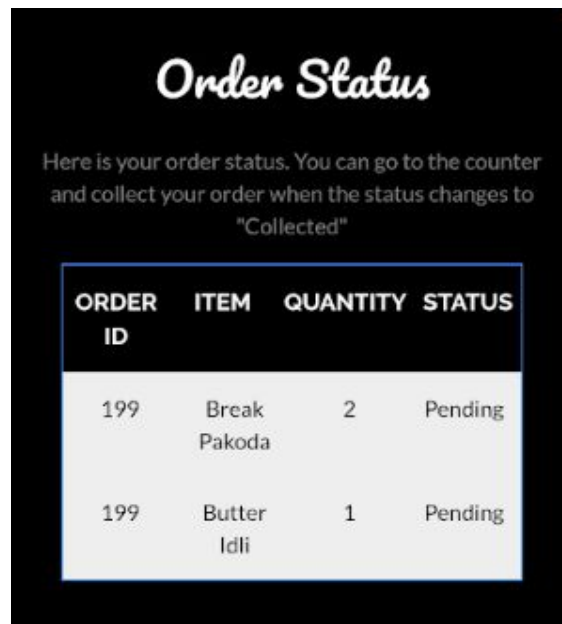 Order Status
Here is your order status. You can go to the counter
and collect your order when the status changes to
"Collected"
ORDER ID ITEM QUANTITY STATUS
199 Break Pakoda 2 Pending
199 Butter Idli 1 Pending